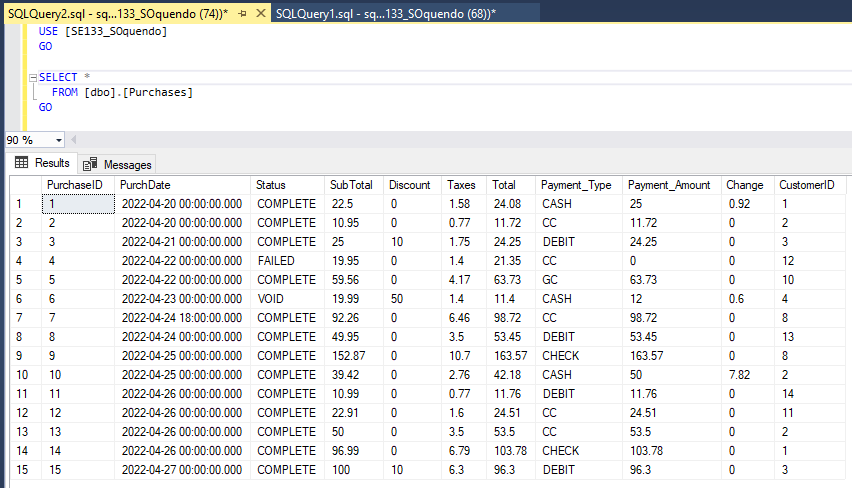 SQLQuery2.sql - sq...133_SOquendo (74))* SQLQuery1.sql - sq...133_SOquendo (68))*
USE [SE133_SOquendo]
GO
SELECT *
FROM [dbo].[Purchases]
GO
90 %
Results Messages
PurchaseID PurchDate Status SubTotal Discount Taxes Total Payment_Type Payment_Amount Change CustomerID
1 1 2022-04-20 00:00:00.000 COMPLETE 22.5 0 1.58 24.08 CASH 25 0.92 1
2 2 2022-04-20 00:00:00.000 COMPLETE 10.95 0 0.77 11.72 CC 11.72 0 2
3 3 2022-04-21 00:00:00.000 COMPLETE 25 10 1.75 24.25 DEBIT 24.25 0 3
4 4 2022-04-22 00:00:00.000 FAILED 19.95 0 1.4 21.35 CC 0 0 12
5 5 2022-04-22 00:00:00.000 COMPLETE 59.56 0 4.17 63.73 GC 63.73 0 10
6 6 2022-04-23 00:00:00.000 VOID 19.99 50 1.4 11.4 CASH 12 0.6 4
7 7 2022-04-24 18:00:00.000 COMPLETE 92.26 0 6.46 98.72 CC 98.72 0 8
8 8 2022-04-24 00:00:00.000 COMPLETE 49.95 0 3.5 53.45 DEBIT 53.45 0 13
9 9 2022-04-25 00:00:00.000 COMPLETE 152.87 0 10.7 163.57 CHECK 163.57 0 8
10 10 2022-04-25 00:00:00.000 COMPLETE 39.42 0 2.76 42.18 CASH 50 7.82 2
11 11 2022-04-26 00:00:00.000 COMPLETE 10.99 0 0.77 11.76 DEBIT 11.76 0 14
12 12 2022-04-26 00:00:00.000 COMPLETE 22.91 0 1.6 24.51 CC 24.51 0 11
13 13 2022-04-26 00:00:00.000 COMPLETE 50 0 3.5 53.5 CC 53.5 0 2
14 14 2022-04-26 00:00:00.000 COMPLETE 96.99 0 6.79 103.78 CHECK 103.78 0 1
15 15 2022-04-27 00:00:00.000 COMPLETE 100 10 6.3 96.3 DEBIT 96.3 0 3